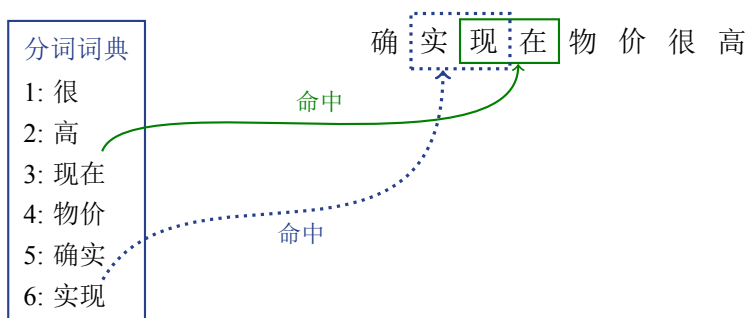 分词词典
1: 很
2: 高
3: 现在
4: 物价
5: 确实
6: 实现
确实现在物价很高
命中
命中